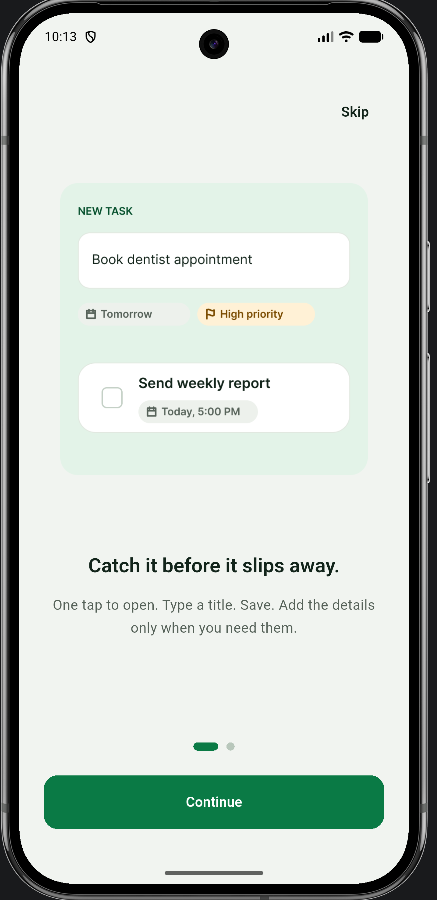 10:13
Skip
NEW TASK
Book dentist appointment
Tomorrow
High priority
Send weekly report
Today, 5:00 PM
Catch it before it slips away.
One tap to open. Type a title. Save. Add the details
only when you need them.
Continue